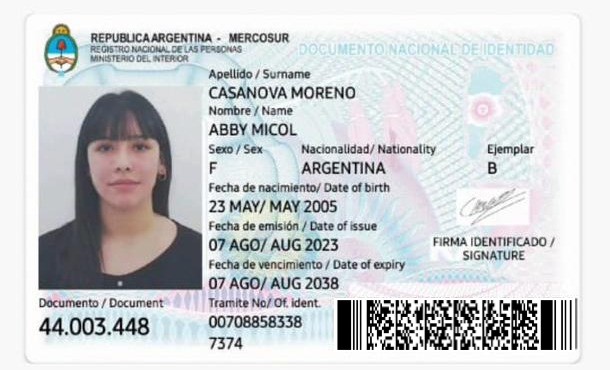 REPUBLICA ARGENTINA - MERCOSUR
REGISTRO NACIONAL DE LAS PERSONAS
MINISTERIO DEL INTERIOR
DOCUMENTO NACIONAL DE IDENTIDAD
Apellido / Surname
CASANOVA MORENO
Nombre / Name
ABBY MICOL
Sexo / Sex Nacionalidad/ Nationality Ejemplar
F ARGENTINA B
Fecha de nacimiento/ Date of birth
23 MAY/ MAY 2005
Fecha de emisión / Date of issue
07 AGO/ AUG 2023
FIRMA IDENTIFICADO /
SIGNATURE
Fecha de vencimiento / Date of expiry
07 AGO/ AUG 2038
Documento / Document
44.003.448
Tramite No/ Of. ident.
00708858338
7374